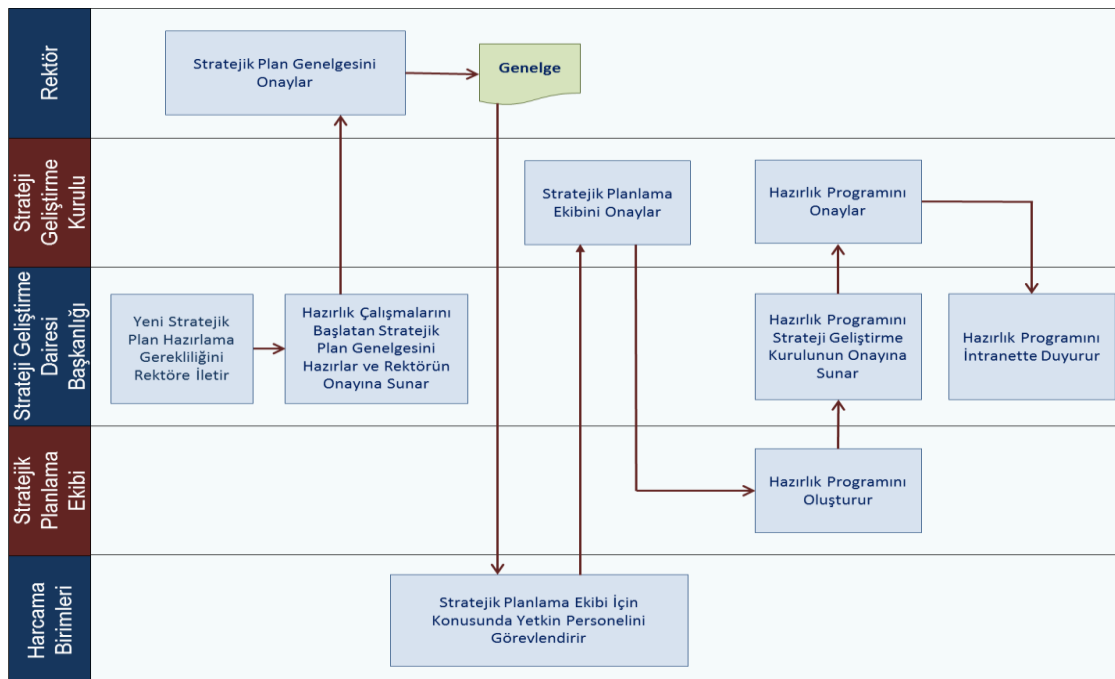 Rektör
Stratejik Plan Genelgesini
Onaylar
Genelge
Strateji
Geliştirme
Kurulu
Stratejik Planlama
Ekibini Onaylar
Hazırlık Programını
Onaylar
Strateji Geliştirme
Dairesi
Başkanlığı
Yeni Stratejik
Plan Hazırlama
Gerekliliğini
Rektöre İletir
Hazırlık Çalışmalarını
Başlatan Stratejik
Plan Genelgesini
Hazırlar ve Rektörün
Onayına Sunar
Hazırlık Programını
Strateji Geliştirme
Kurulunun Onayına
Sunar
Hazırlık Programını
İntranette Duyurur
Stratejik
Planlama
Ekibi
Hazırlık Programını
Oluşturur
Harcama
Birimleri
Stratejik Planlama Ekibi İçin
Konusunda Yetkin Personelini
Görevlendirir